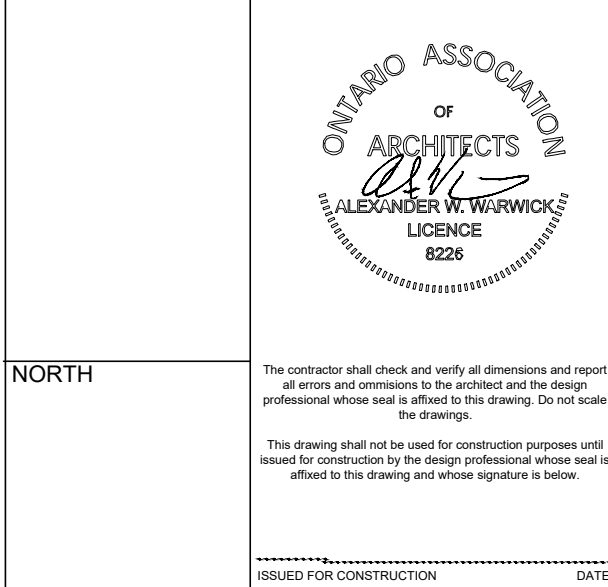 ONTARIO ASSOCIATION
OF
ARCHITECTS
ALEXANDER W. WARWICK
LICENCE
8226
NORTH
The contractor shall check and verify all dimensions and report
all errors and ommisions to the architect and the design
professional whose seal is affixed to this drawing. Do not scale
the drawings.
This drawing shall not be used for construction purposes until
issued for construction by the design professional whose seal is
affixed to this drawing and whose signature is below.
ISSUED FOR CONSTRUCTION DATE